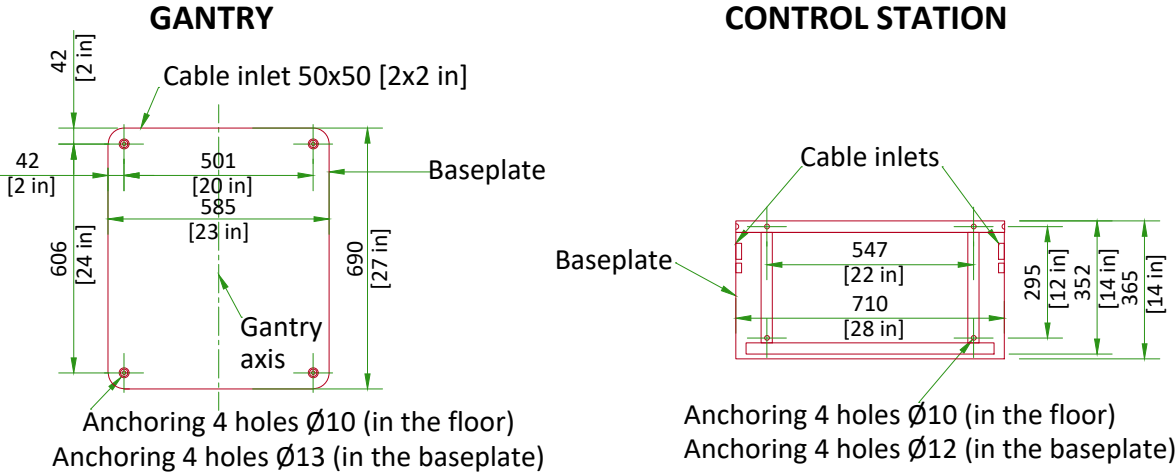 GANTRY
42
[2 in]
Cable inlet 50x50 [2x2 in]
42
[2 in]
501
[20 in]
Baseplate
585
[23 in]
606
[24 in]
690
[27 in]
Gantry
axis
Anchoring 4 holes Ø10 (in the floor)
Anchoring 4 holes Ø13 (in the baseplate)
CONTROL STATION
Cable inlets
Baseplate
547
[22 in]
710
[28 in]
295
[12 in]
352
[14 in]
365
[14 in]
Anchoring 4 holes Ø10 (in the floor)
Anchoring 4 holes Ø12 (in the baseplate)